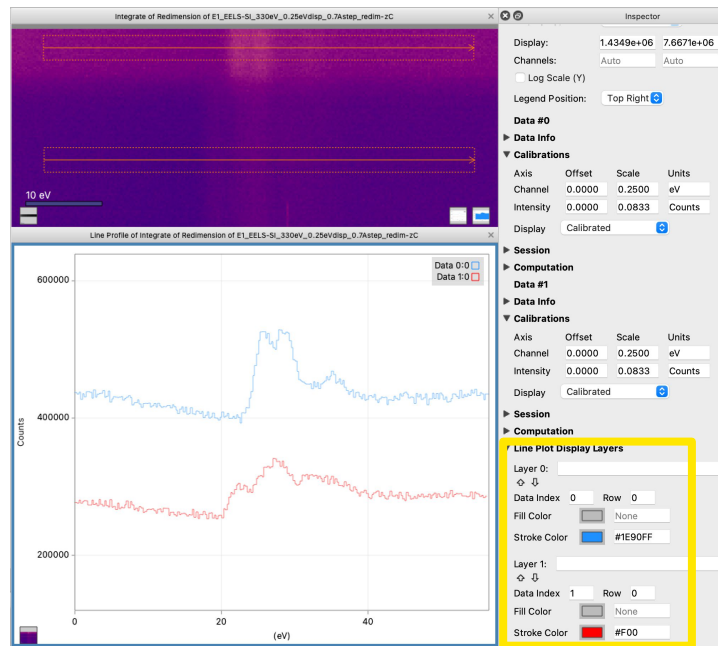 Integrate of Redimension of E1_EELS-SI_330eV_0.25eVdisp_0.7Astep_redim-zC
10 eV
Line Profile of Integrate of Redimension of E1_EELS-SI_330eV_0.25eVdisp_0.7Astep_redim-zC
Data 0:0
Data 1:0
600000
400000
200000
Counts
0
20
40
(eV)
Inspector
Display: 1.4349e+06 7.6671e+06
Channels: Auto Auto
Log Scale (Y)
Legend Position: Top Right
Data #0
Data Info
Calibrations
Axis Offset Scale Units
Channel 0.0000 0.2500 eV
Intensity 0.0000 0.0833 Counts
Display Calibrated
Session
Computation
Data #1
Data Info
Calibrations
Axis Offset Scale Units
Channel 0.0000 0.2500 eV
Intensity 0.0000 0.0833 Counts
Display Calibrated
Session
Computation
Line Plot Display Layers
Layer 0:
Data Index 0 Row 0
Fill Color None
Stroke Color #1E90FF
Layer 1:
Data Index 1 Row 0
Fill Color None
Stroke Color #F00